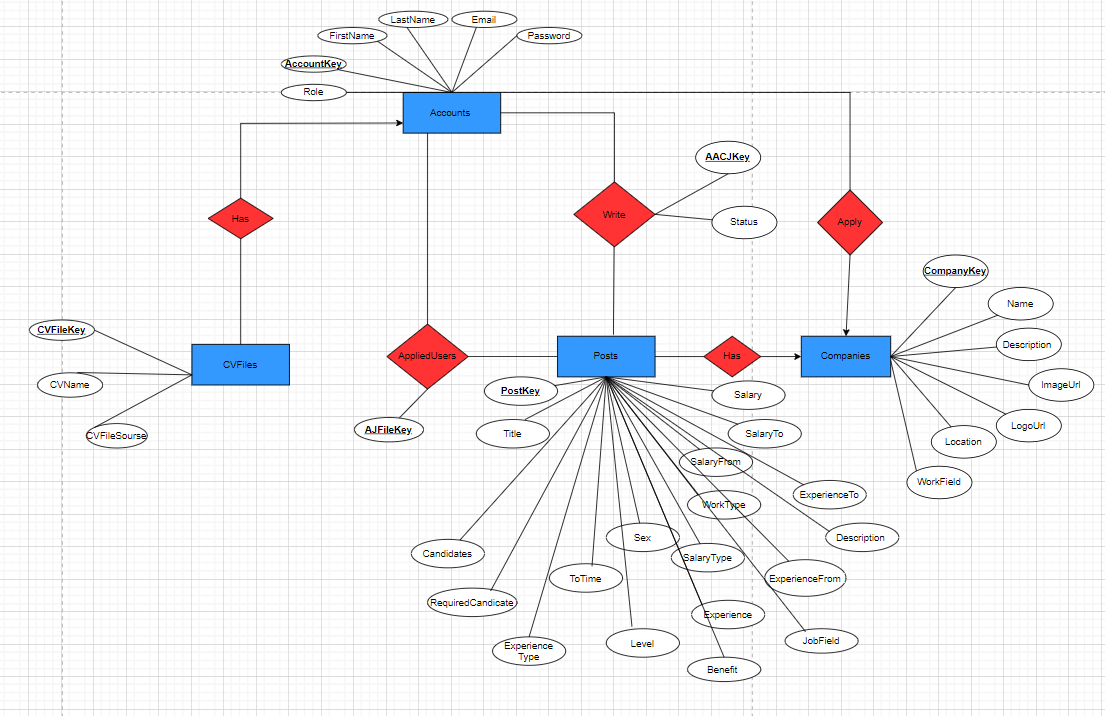 LastName
Email
FirstName
Password
AccountKey
Role
Accounts
AACJKey
Has
Write
Status
Apply
CompanyKey
Name
CVFileKey
Description
AppliedUsers
Posts
Has
Companies
CVFiles
CVName
ImageUrl
PostKey
Salary
AJFileKey
Title
SalaryTo
LogoUrl
CVFileSourse
Location
SalaryFrom
WorkField
ExperienceTo
WorkType
Sex
Description
Candidates
SalaryType
ToTime
ExperienceFrom
RequiredCandicate
Experience
JobField
Level
Experience
Type
Benefit